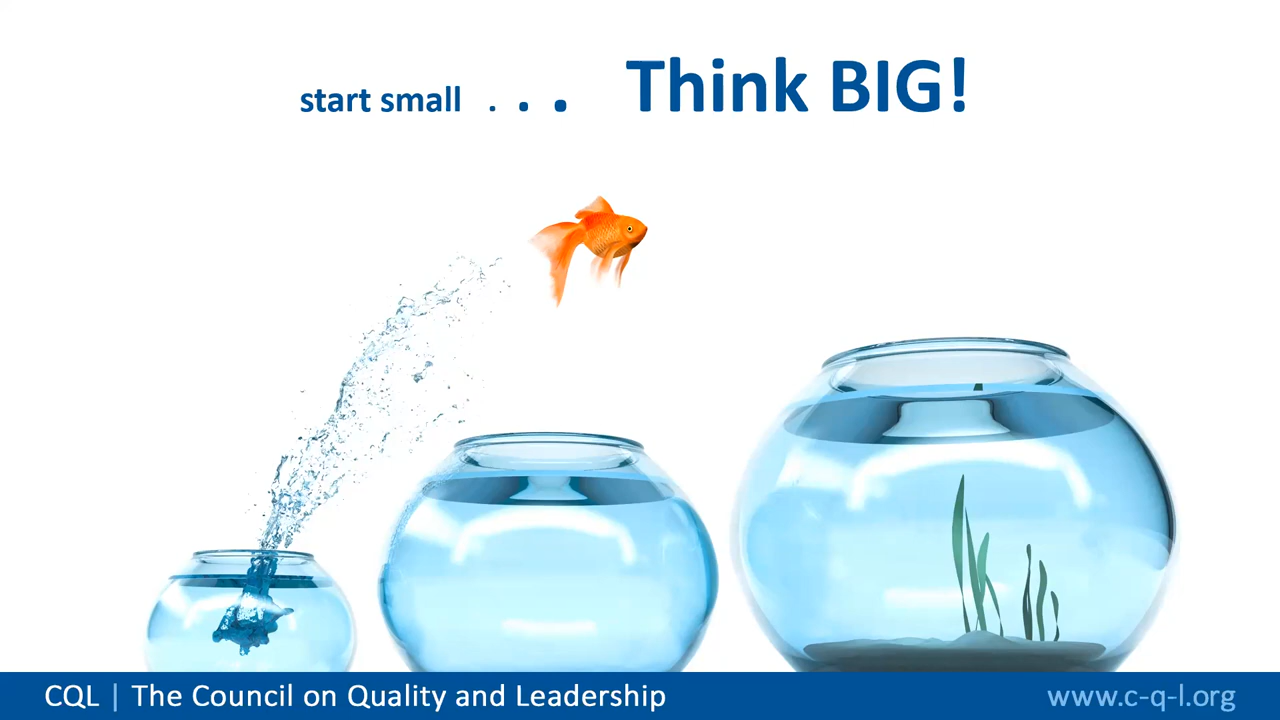 start small . . . Think BIG!
CQL | The Council on Quality and Leadership
www.c-q-l.org